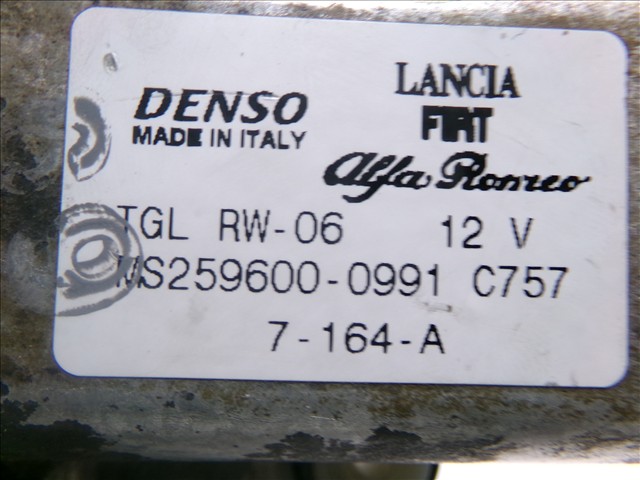 DENSO
MADE IN ITALY
LANCIA
FIAT
Alfa Romeo
TGL RW-06 12 V
MS259600-0991 C757
7-164-A